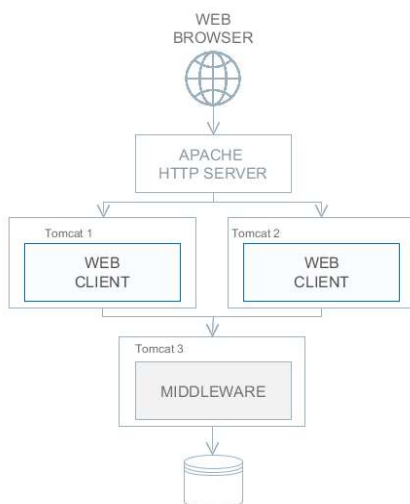 WEB
BROWSER
APACHE
HTTP SERVER
Tomcat 1
WEB
CLIENT
Tomcat 2
WEB
CLIENT
Tomcat 3
MIDDLEWARE